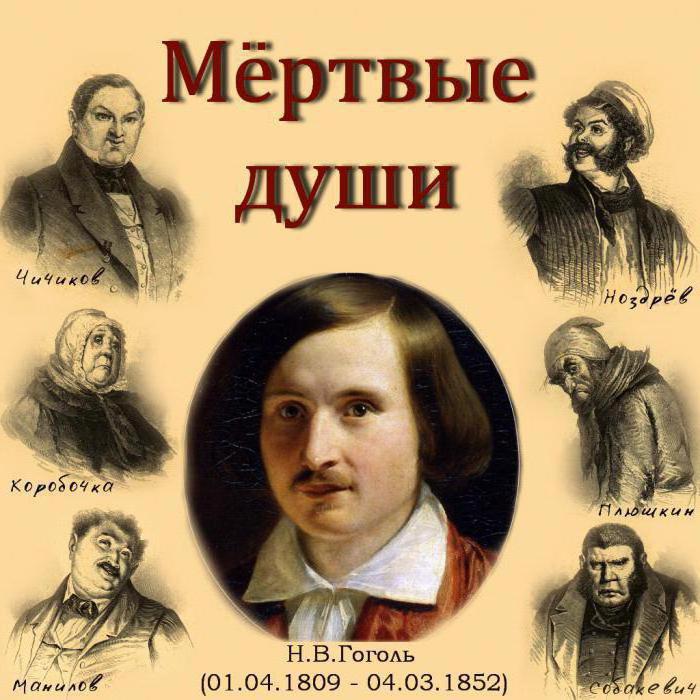 Мёртвые
души
Чичиков
Ноздрёв
Коробочка
Плюшкин
Манилов
Собакевич
Н.В.Гоголь
(01.04.1809 - 04.03.1852)